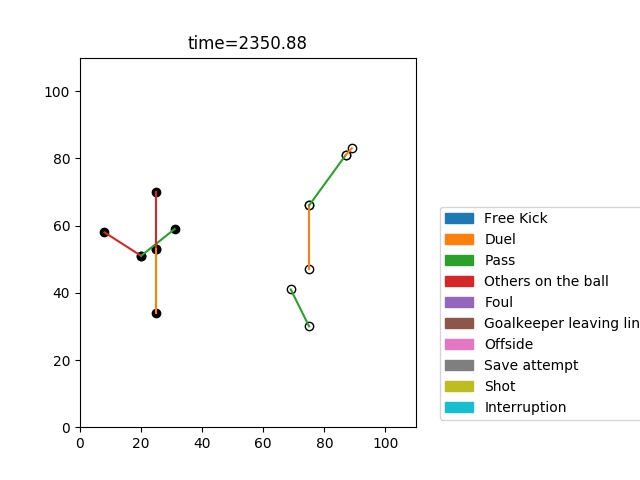 time=2350.88
100
80
60
40
20
0
0 20 40 60 80 100
Free Kick
Duel
Pass
Others on the ball
Foul
Goalkeeper leaving lin
Offside
Save attempt
Shot
Interruption